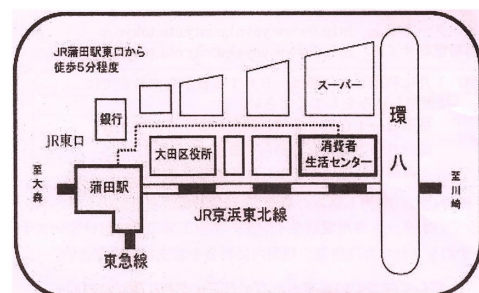 JR蒲田駅東口から
徒歩5分程度
スーパー
銀行
環八
JR東口
大田区役所
消費者
生活センター
至大森
蒲田駅
至川崎
JR京浜東北線
東急線